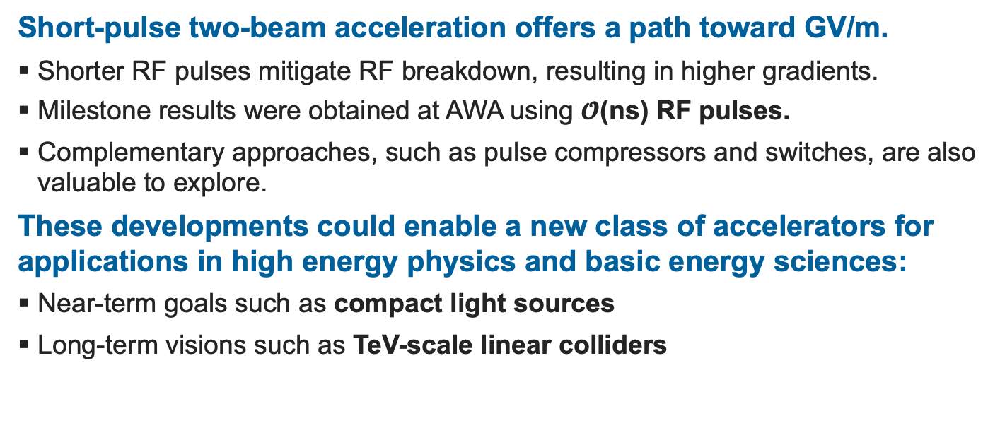 Short-pulse two-beam acceleration offers a path toward GV/m.
▪ Shorter RF pulses mitigate RF breakdown, resulting in higher gradients.
▪ Milestone results were obtained at AWA using 𝓞(ns) RF pulses.
▪ Complementary approaches, such as pulse compressors and switches, are also
valuable to explore.
These developments could enable a new class of accelerators for
applications in high energy physics and basic energy sciences:
▪ Near-term goals such as compact light sources
▪ Long-term visions such as TeV-scale linear colliders